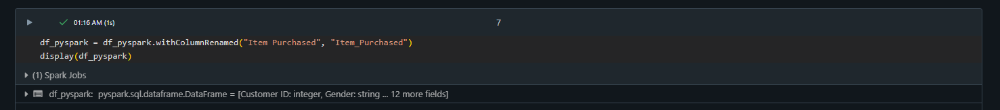 01:16 AM (1s)
7
df_pyspark = df_pyspark.withColumnRenamed("Item Purchased", "Item_Purchased")
display(df_pyspark)
(1) Spark Jobs
df_pyspark: pyspark.sql.dataframe.DataFrame = [Customer ID: integer, Gender: string ... 12 more fields]